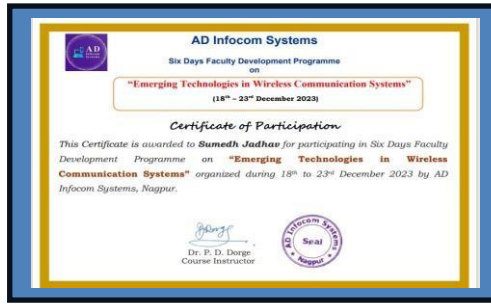 AD Infocom Systems
AD
Infocom
Systems
Six Days Faculty Development Programme
on
“Emerging Technologies in Wireless Communication Systems”
(18th – 23rd December 2023)
Certificate of Participation
This Certificate is awarded to Sumedh Jadhav for participating in Six Days Faculty
Development Programme on “Emerging Technologies in Wireless
Communication Systems” organized during 18th to 23rd December 2023 by AD
Infocom Systems, Nagpur.
Dr. P. D. Dorge
Course Instructor
AD Infocom Systems
Seal
Nagpur